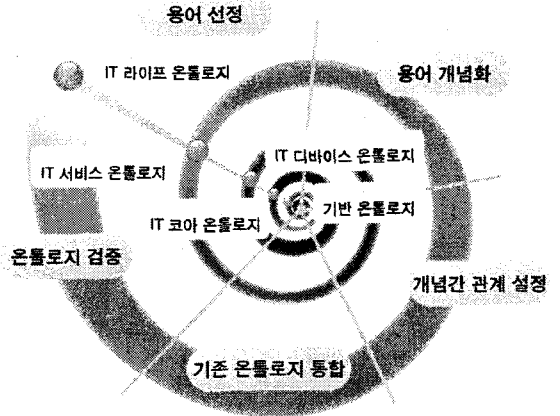 용어 선정
IT 라이프 온톨로지
용어 개념화
IT 디바이스 온톨로지
IT 서비스 온톨로지
기반 온톨로지
IT 코아 온톨로지
온톨로지 검증
개념간 관계 설정
기존 온톨로지 통합